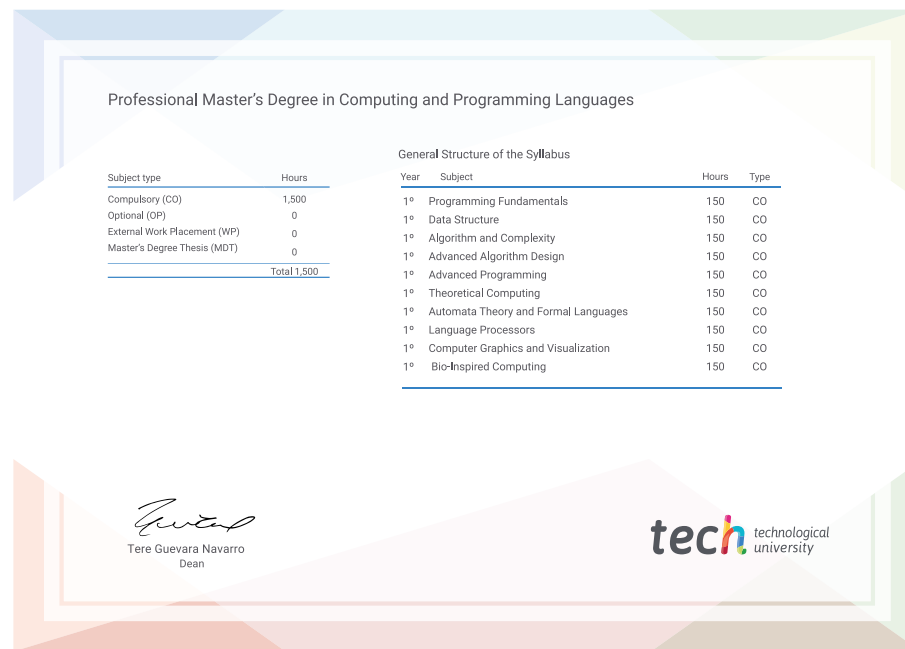 Professional Master's Degree in Computing and Programming Languages
Subject type Hours
Compulsory (CO) 1,500
Optional (OP) 0
External Work Placement (WP) 0
Master's Degree Thesis (MDT) 0
Total 1,500
General Structure of the Syllabus
Year Subject Hours Type
1º Programming Fundamentals 150 CO
1º Data Structure 150 CO
1º Algorithm and Complexity 150 CO
1º Advanced Algorithm Design 150 CO
1º Advanced Programming 150 CO
1º Theoretical Computing 150 CO
1º Automata Theory and Formal Languages 150 CO
1º Language Processors 150 CO
1º Computer Graphics and Visualization 150 CO
1º Bio-Inspired Computing 150 CO
Tere Guevara Navarro
Dean
tech technological
university